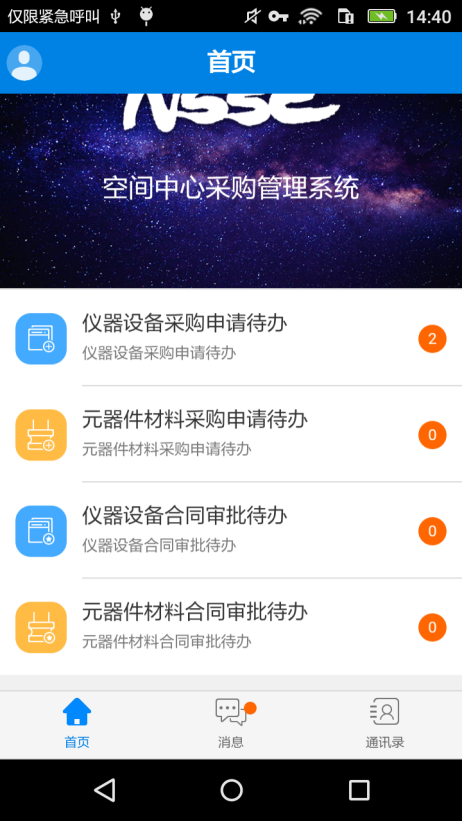 仅限紧急呼叫
14:40
首页
NSSC
空间中心采购管理系统
仪器设备采购申请待办
仪器设备采购申请待办
2
元器件材料采购申请待办
元器件材料采购申请待办
0
仪器设备合同审批待办
仪器设备合同审批待办
0
元器件材料合同审批待办
元器件材料合同审批待办
0
首页
消息
通讯录